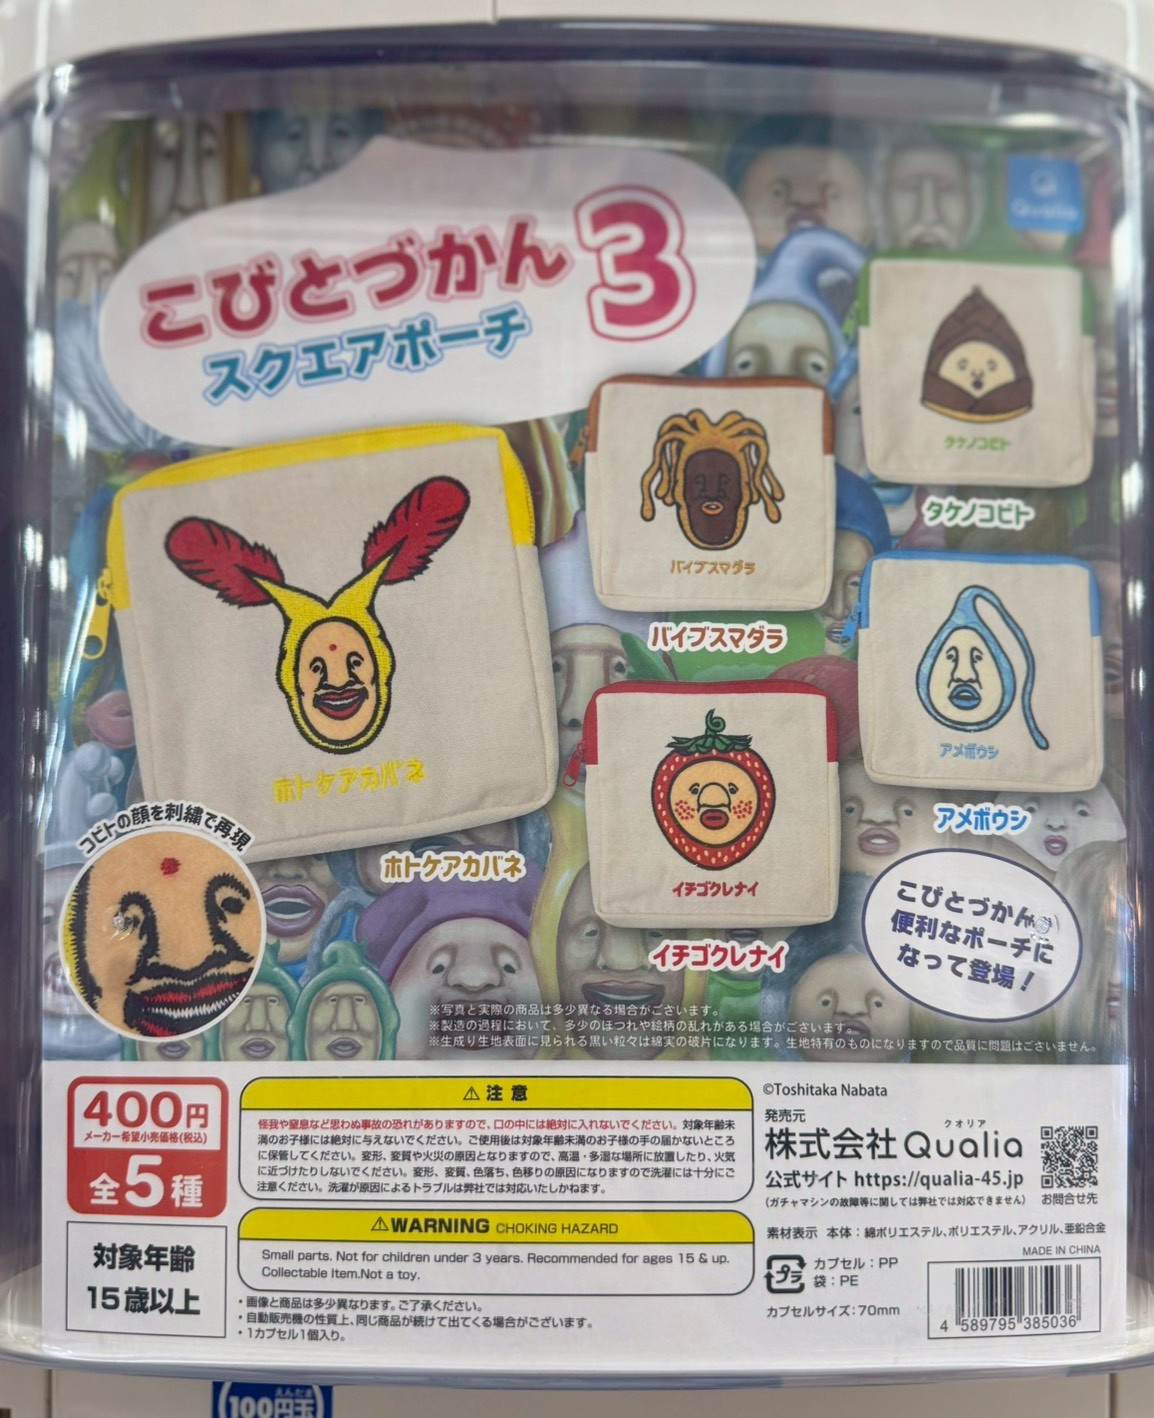 Qualia
こびとづかん3
スクエアポーチ
タケノコビト
タケノコビト
バイブスマダラ
バイブスマダラ
アメボウシ
アメボウシ
ホトケアカバネ
ホトケアカバネ
イチゴクレナイ
イチゴクレナイ
コビトの顔を刺繍で再現
こびとづかんが
便利なポーチに
なって登場！
※写真と実際の商品は多少異なる場合がございます。
※製造の過程において、多少のほつれや絵柄の乱れがある場合がございます。
※生成り生地表面に見られる黒い粒々は綿実の破片になります。生地特有のものになりますので品質に問題はございません。
400円
メーカー希望小売価格(税込)
全5種
対象年齢
15歳以上
⚠注意
怪我や窒息など思わぬ事故の恐れがありますので、口の中には絶対に入れないでください。対象年齢未
満のお子様には絶対に与えないでください。ご使用後は対象年齢未満のお子様の手の届かないところ
に保管してください。変形、変質や火災の原因となりますので、高温・多湿な場所に放置したり、火気
に近づけたりしないでください。変形、変質、色落ち、色移りの原因になりますので洗濯には十分にご
注意ください。洗濯が原因によるトラブルは弊社では対応いたしかねます。
⚠WARNING CHOKING HAZARD
Small parts. Not for children under 3 years. Recommended for ages 15 & up.
Collectable Item.Not a toy.
・画像と商品は多少異なります。ご了承ください。
・自動販売機の性質上、同じ商品が続けて出てくる場合がございます。
・1カプセル1個入り。
©Toshitaka Nabata
発売元
クオリア
株式会社Qualia
公式サイト https://qualia-45.jp
(ガチャマシンの故障等に関しては弊社では対応できません)
お問合せ先
素材表示 本体：綿ポリエステル、ポリエステル、アクリル、亜鉛合金
MADE IN CHINA
プラ
カプセル：PP
袋：PE
カプセルサイズ：70mm
4 589795 385036
えんだま
100円玉